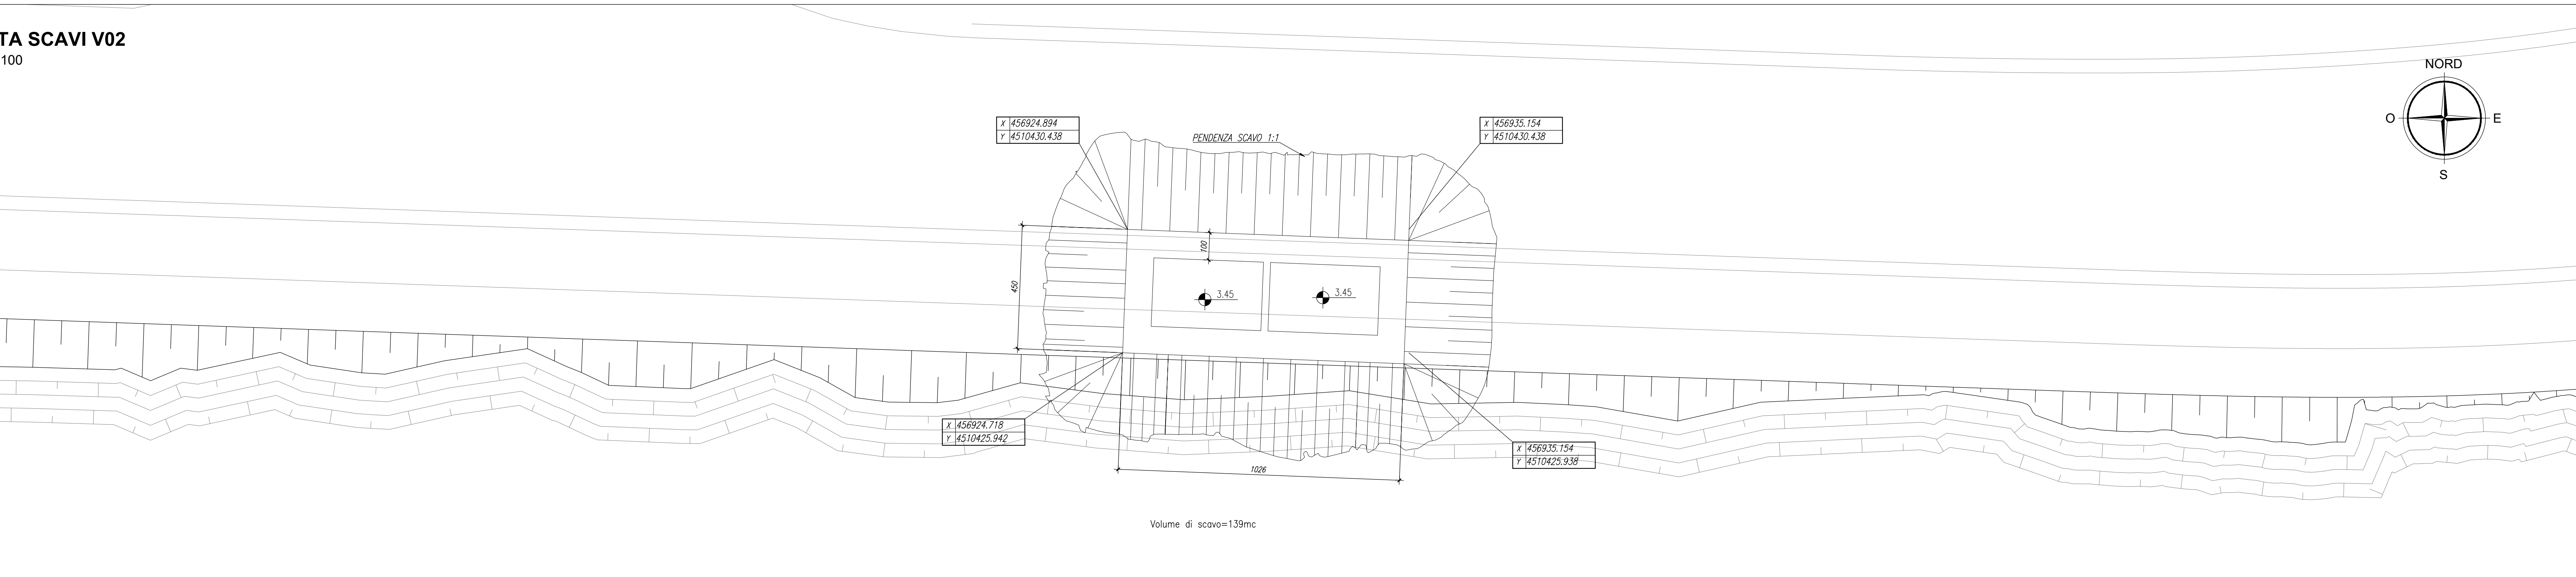 TA SCAVI V02
100
NORD
O
E
S
X 456924.894
Y 4510430.438
PENDENZA SCAVO 1:1
X 456935.154
Y 4510430.438
100
450
3.45
3.45
X 456924.718
Y 4510425.942
X 456935.154
Y 4510425.938
1026
Volume di scavo=139mc